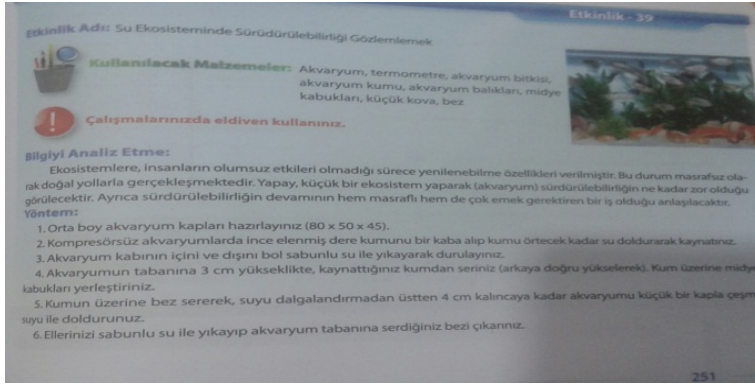 Etkinlik - 39
Etkinlik Adı: Su Ekosisteminde Sürüdürülebilirliği Gözlemlemek
Kullanılacak Malzemeler: Akvaryum, termometre, akvaryum bitkisi,
akvaryum kumu, akvaryum balıkları, midye
kabukları, küçük kova, bez
Çalışmalarınızda eldiven kullanınız.
Bilgiyi Analiz Etme:
Ekosistemlere, insanların olumsuz etkileri olmadığı sürece yenilenebilme özellikleri verilmiştir. Bu durum masrafsız ola-
rak doğal yollarla gerçekleşmektedir. Yapay, küçük bir ekosistem yaparak (akvaryum) sürdürülebilirliğin ne kadar zor olduğu
görülecektir. Ayrıca sürdürülebilirliğin devamının hem masraflı hem de çok emek gerektiren bir iş olduğu anlaşılacaktır.
Yöntem:
1. Orta boy akvaryum kapları hazırlayınız (80 x 50 x 45).
2. Kompresörsüz akvaryumlarda ince elenmiş dere kumunu bir kaba alıp kumu örtecek kadar su doldurarak kaynatınız.
3. Akvaryum kabının içini ve dışını bol sabunlu su ile yıkayarak durulayınız.
4. Akvaryumun tabanına 3 cm yükseklikte, kaynattığınız kumdan seriniz (arkaya doğru yükselerek). Kum üzerine midye
kabukları yerleştiriniz.
5. Kumun üzerine bez sererek, suyu dalgalandırmadan üstten 4 cm kalıncaya kadar akvaryumu küçük bir kapla çeşm
suyu ile doldurunuz.
6. Ellerinizi sabunlu su ile yıkayıp akvaryum tabanına serdiğiniz bezi çıkarınız.
251